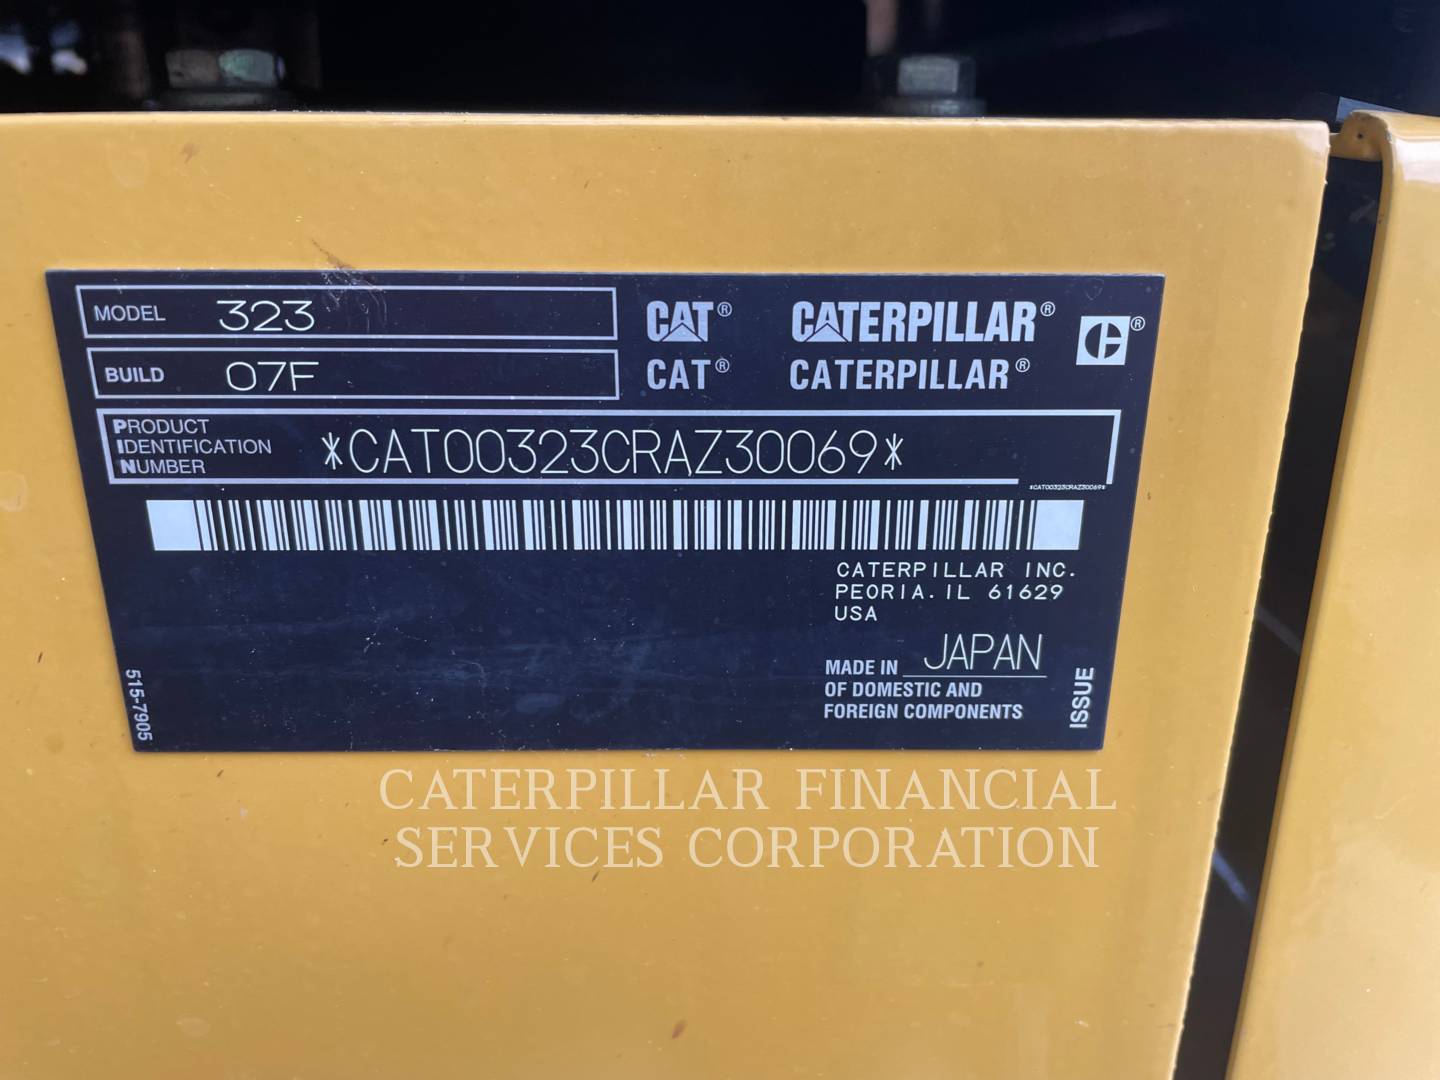 MODEL 323
BUILD 07F
CAT® CATERPILLAR® ®
CAT® CATERPILLAR®
PRODUCT
IDENTIFICATION
NUMBER
*CAT00323CRAZ30069*
*CAT00323CRAZ30069*
CATERPILLAR INC.
PEORIA. IL 61629
USA
MADE IN JAPAN
OF DOMESTIC AND
FOREIGN COMPONENTS
ISSUE
515-7905
CATERPILLAR FINANCIAL
SERVICES CORPORATION